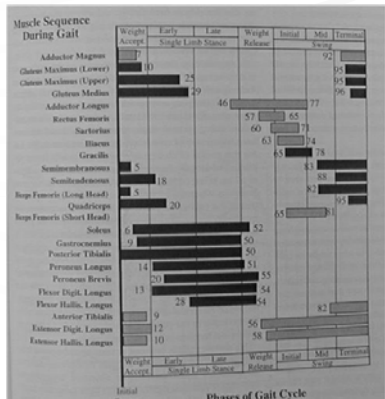 Muscle Sequence
During Gait
Weight Accept Early Late Weight Release Initial Mid Terminal
Single Limb Stance Swing
Adductor Magnus 7 92
Gluteus Maximus (Lower) 10 95
Gluteus Maximus (Upper) 25 95
Gluteus Medius 29 96
Adductor Longus 46 77
Rectus Femoris 57 65
Sartorius 60 71
Iliacus 63 74
Gracilis 65 78
Semimembranosus 5 83
Semitendenosus 18 88
Biceps Femoris (Long Head) 5 82
Quadriceps 20 95
Biceps Femoris (Short Head) 65 81
Soleus 6 52
Gastrocnemius 9 50
Posterior Tibialis 50
Peroneus Longus 14 51
Peroneus Brevis 20 55
Flexor Digit. Longus 13 54
Flexor Hallis. Longus 28 54
Anterior Tibialis 9 82
Extensor Digit. Longus 12 56
Extensor Hallis. Longus 10 58
Weight Accept Early Late Weight Release Initial Mid Terminal
Single Limb Stance Swing
Initial
Phases of Gait Cycle